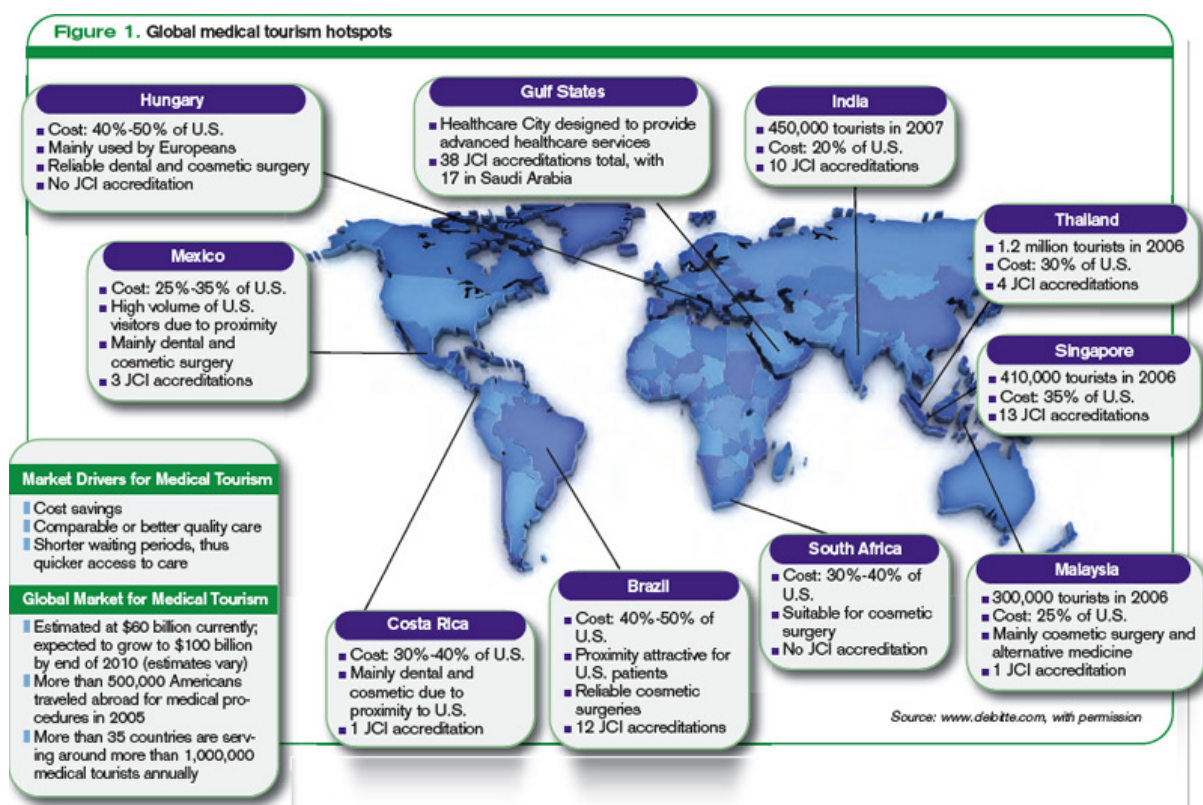 Figure 1. Global medical tourism hotspots
Hungary
Cost: 40%-50% of U.S.
Mainly used by Europeans
Reliable dental and cosmetic surgery
No JCI accreditation
Gulf States
Healthcare City designed to provide
advanced healthcare services
38 JCI accreditations total, with
17 in Saudi Arabia
India
450,000 tourists in 2007
Cost: 20% of U.S.
10 JCI accreditations
Thailand
1.2 million tourists in 2006
Cost: 30% of U.S.
4 JCI accreditations
Mexico
Cost: 25%-35% of U.S.
High volume of U.S.
visitors due to proximity
Mainly dental and
cosmetic surgery
3 JCI accreditations
Singapore
410,000 tourists in 2006
Cost: 35% of U.S.
13 JCI accreditations
Market Drivers for Medical Tourism
Cost savings
Comparable or better quality care
Shorter waiting periods, thus
quicker access to care
Global Market for Medical Tourism
Estimated at $60 billion currently;
expected to grow to $100 billion
by end of 2010 (estimates vary)
More than 500,000 Americans
traveled abroad for medical pro-
cedures in 2005
More than 35 countries are serv-
ing around more than 1,000,000
medical tourists annually
Costa Rica
Cost: 30%-40% of U.S.
Mainly dental and
cosmetic due to
proximity to U.S.
1 JCI accreditation
Brazil
Cost: 40%-50% of
U.S.
Proximity attractive for
U.S. patients
Reliable cosmetic
surgeries
12 JCI accreditations
South Africa
Cost: 30%-40% of
U.S.
Suitable for cosmetic
surgery
No JCI accreditation
Malaysia
300,000 tourists in 2006
Cost: 25% of U.S.
Mainly cosmetic surgery and
alternative medicine
1 JCI accreditation
Source: www.deloitte.com, with permission